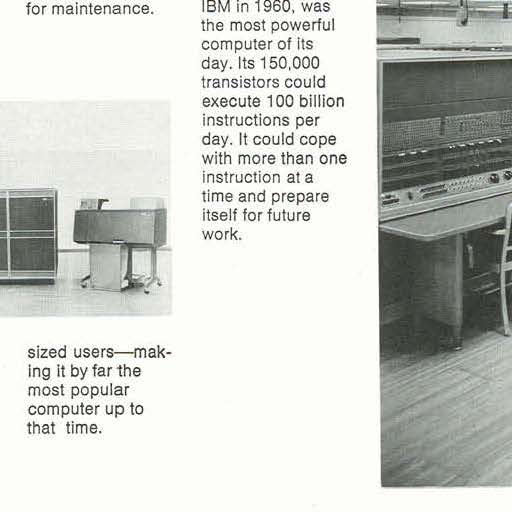 for maintenance.
sized users—mak-
ing it by far the
most popular
computer up to
that time.
IBM in 1960, was
the most powerful
computer of its
day. Its 150,000
transistors could
execute 100 billion
instructions per
day. It could cope
with more than one
instruction at a
time and prepare
itself for future
work.